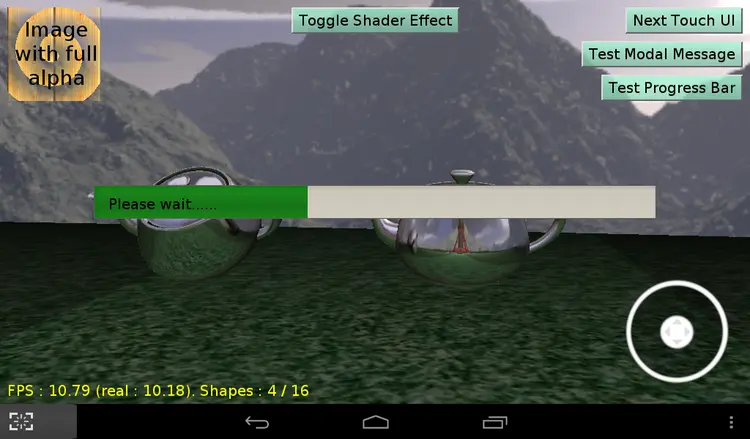 Image
with full
alpha
Toggle Shader Effect
Next Touch UI
Test Modal Message
Test Progress Bar
Please wait......
FPS : 10.79 (real : 10.18). Shapes : 4 / 16